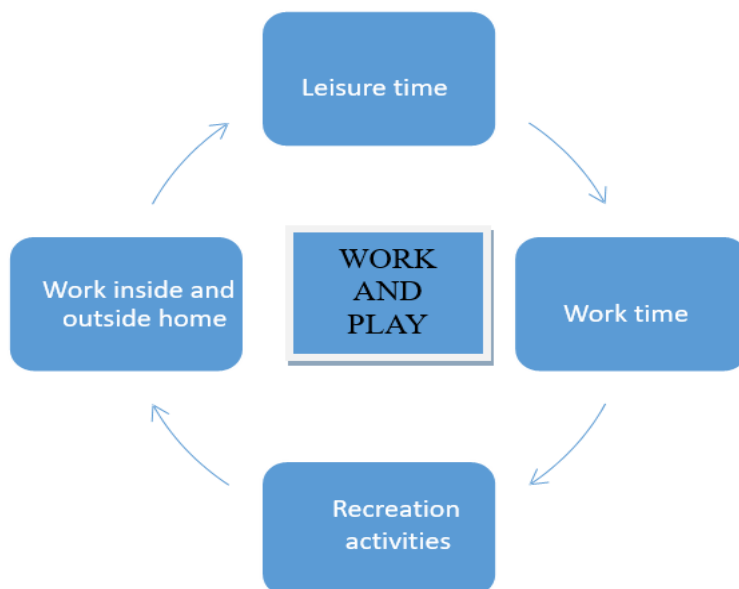 Leisure time
Work inside and
outside home
WORK
AND
PLAY
Work time
Recreation
activities